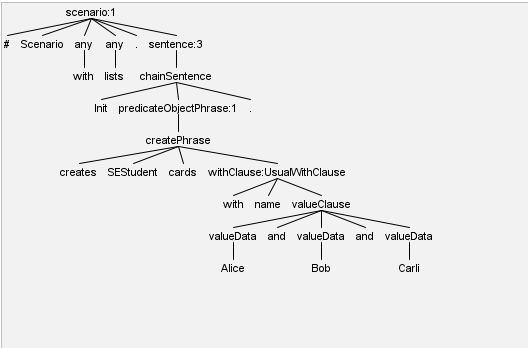 scenario:1
# Scenario any any . sentence:3
with lists chainSentence
Init predicateObjectPhrase:1 .
createPhrase
creates SEStudent cards withClause:UsualWithClause
with name valueClause
valueData and valueData and valueData
Alice Bob Carli